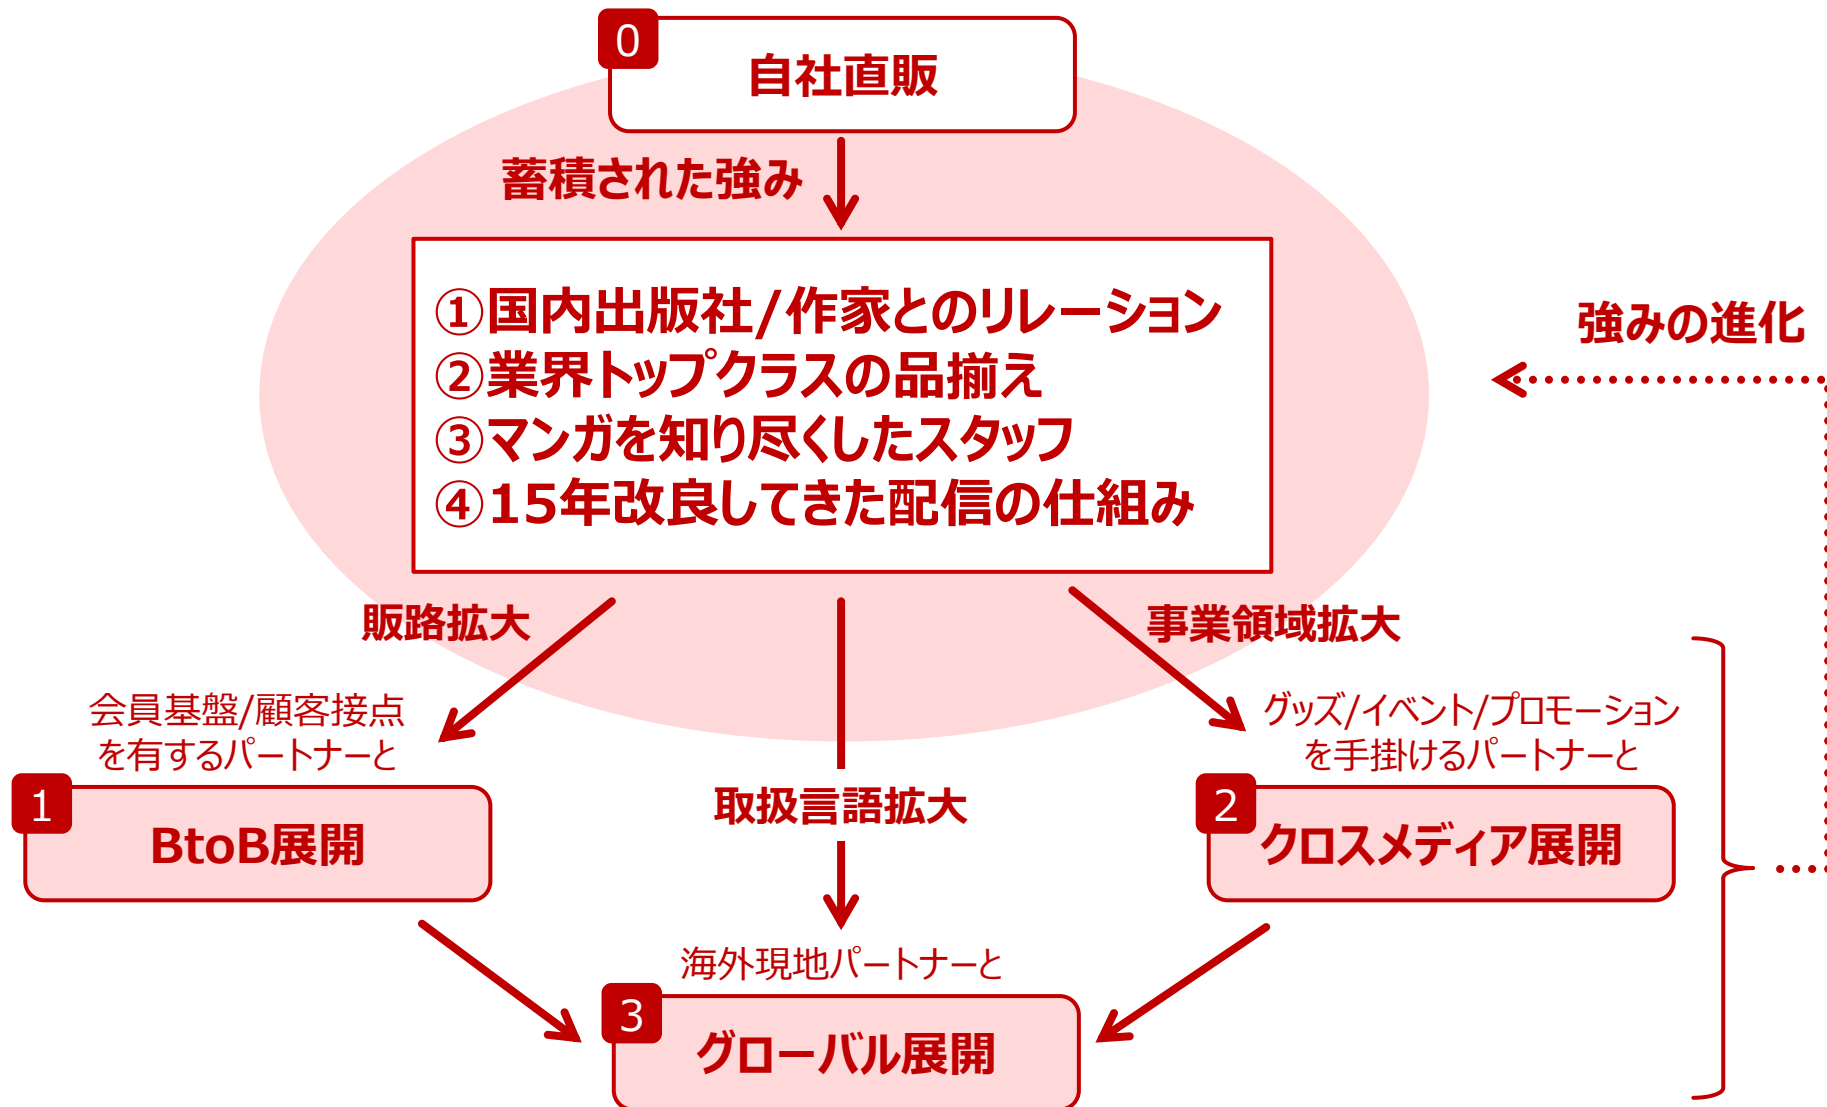 0
自社直販
蓄積された強み
①国内出版社/作家とのリレーション
②業界トップクラスの品揃え
③マンガを知り尽くしたスタッフ
④15年改良してきた配信の仕組み
強みの進化
販路拡大
事業領域拡大
会員基盤/顧客接点
を有するパートナーと
グッズ/イベント/プロモーション
を手掛けるパートナーと
1
BtoB展開
取扱言語拡大
2
クロスメディア展開
海外現地パートナーと
3
グローバル展開